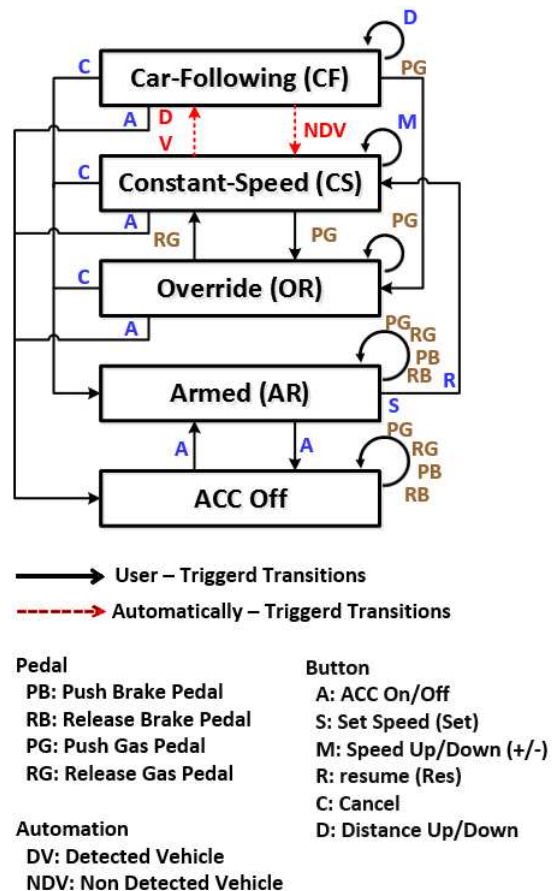 D
C
Car-Following (CF)
PG
A
D
V
NDV
M
C
Constant-Speed (CS)
A
RG
PG
PG
C
Override (OR)
A
PG
RG
PB
RB
R
Armed (AR)
S
A
A
PG
RG
PB
RB
ACC Off
User – Triggerd Transitions
Automatically – Triggerd Transitions
Pedal
PB: Push Brake Pedal
RB: Release Brake Pedal
PG: Push Gas Pedal
RG: Release Gas Pedal
Automation
DV: Detected Vehicle
NDV: Non Detected Vehicle
Button
A: ACC On/Off
S: Set Speed (Set)
M: Speed Up/Down (+/-)
R: resume (Res)
C: Cancel
D: Distance Up/Down